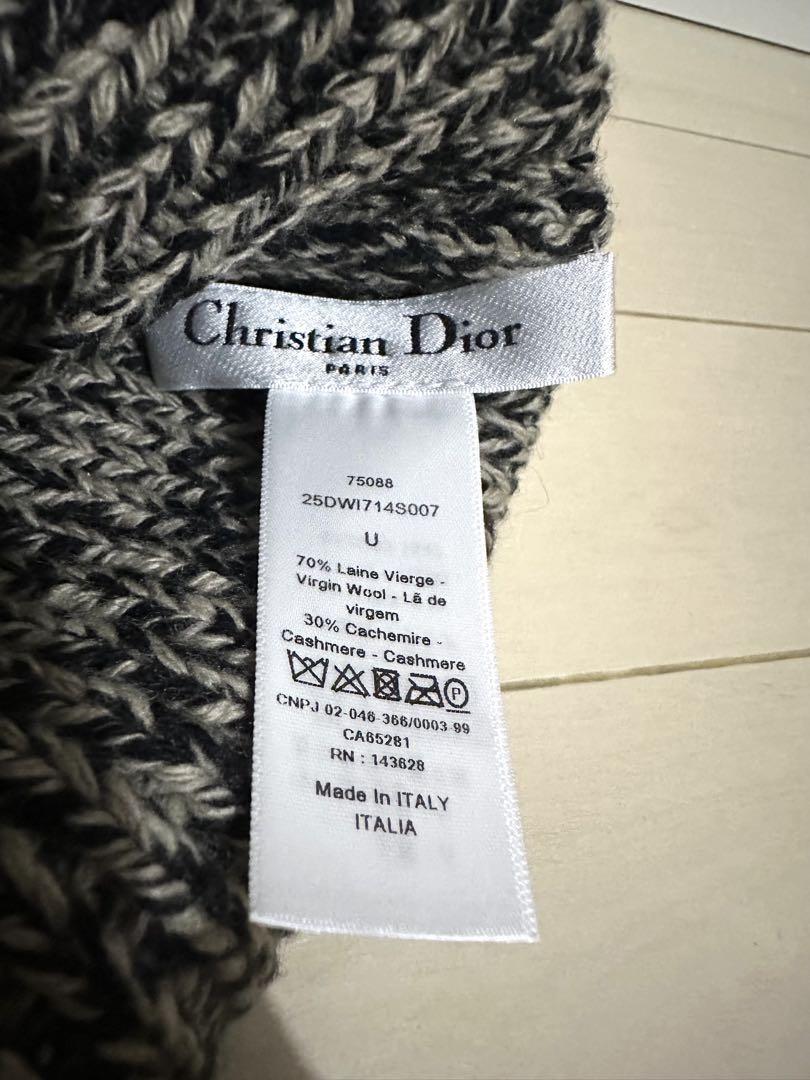 Christian Dior
PARIS
75088
25DWI714S007
U
70% Laine Vierge -
Virgin Wool - Lã de
virgem
30% Cachemire -
Cashmere - Cashmere
P
CNPJ 02-046-366/0003-99
CA65281
RN : 143628
Made In ITALY
ITALIA